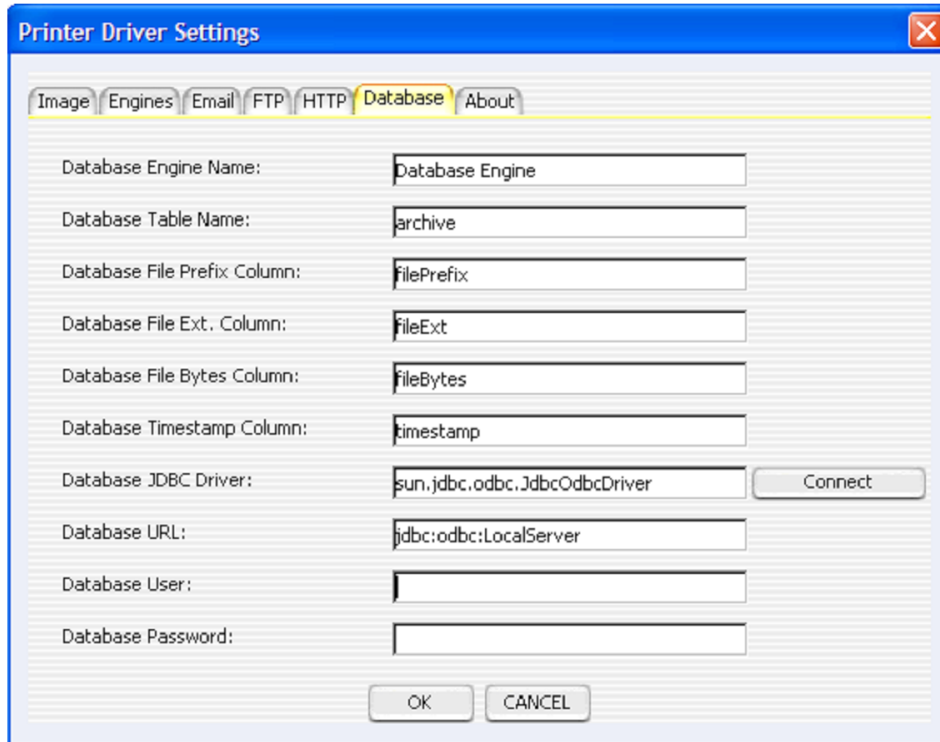 Printer Driver Settings
Image Engines Email FTP HTTP Database About
Database Engine Name: Database Engine
Database Table Name: archive
Database File Prefix Column: filePrefix
Database File Ext. Column: fileExt
Database File Bytes Column: fileBytes
Database Timestamp Column: timestamp
Database JDBC Driver: sun.jdbc.odbc.JdbcOdbcDriver Connect
Database URL: jdbc:odbc:LocalServer
Database User:
Database Password:
OK CANCEL